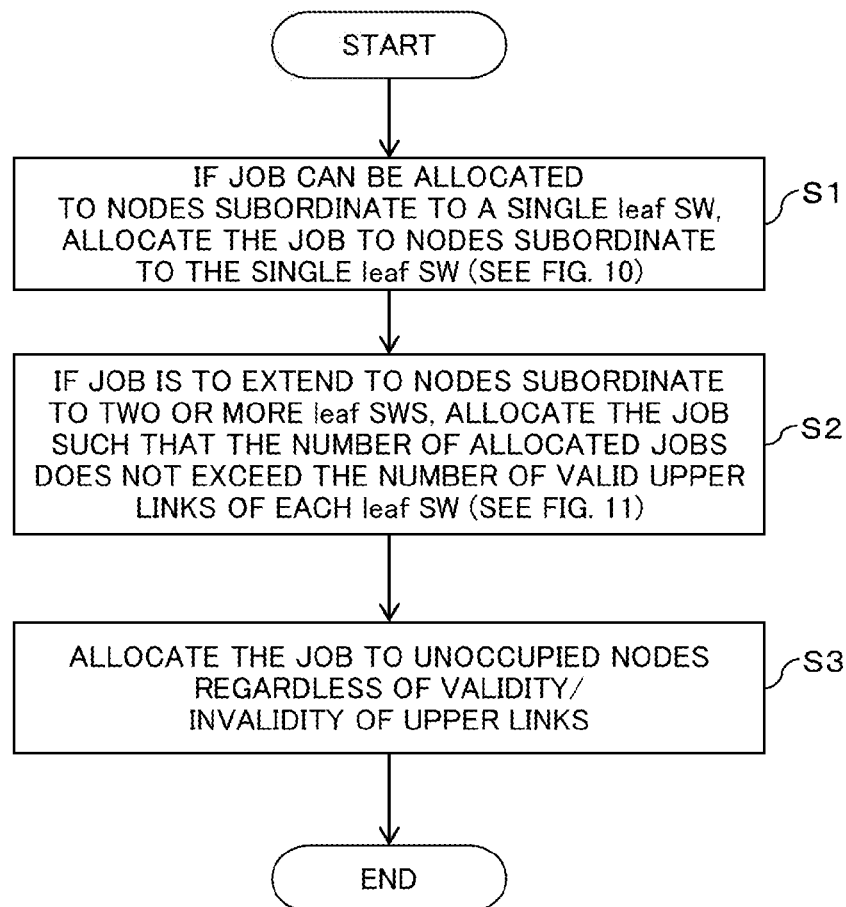 START
IF JOB CAN BE ALLOCATED
TO NODES SUBORDINATE TO A SINGLE leaf SW,
ALLOCATE THE JOB TO NODES SUBORDINATE
TO THE SINGLE leaf SW (SEE FIG. 10)
S1
IF JOB IS TO EXTEND TO NODES SUBORDINATE
TO TWO OR MORE leaf SWS, ALLOCATE THE JOB
SUCH THAT THE NUMBER OF ALLOCATED JOBS
DOES NOT EXCEED THE NUMBER OF VALID UPPER
LINKS OF EACH leaf SW (SEE FIG. 11)
S2
ALLOCATE THE JOB TO UNOCCUPIED NODES
REGARDLESS OF VALIDITY/
INVALIDITY OF UPPER LINKS
S3
END